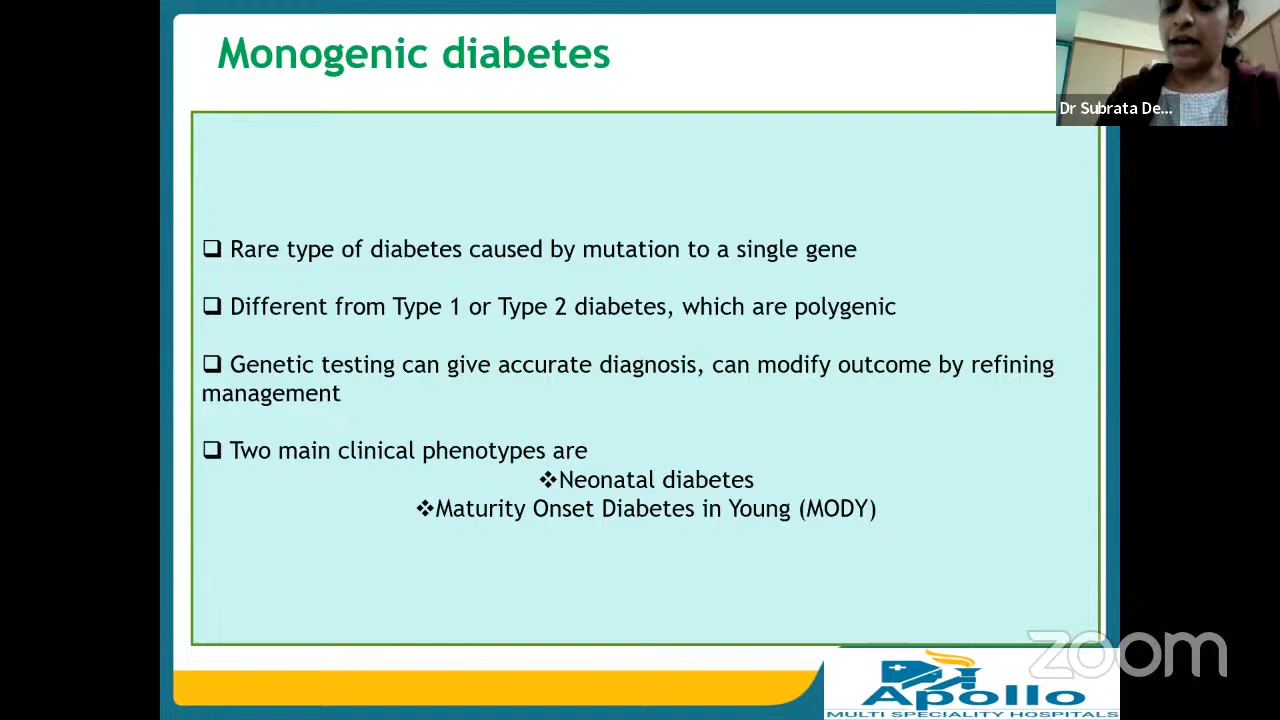 Monogenic diabetes
Dr Subrata De...
Rare type of diabetes caused by mutation to a single gene
Different from Type 1 or Type 2 diabetes, which are polygenic
Genetic testing can give accurate diagnosis, can modify outcome by refining
management
Two main clinical phenotypes are
Neonatal diabetes
Maturity Onset Diabetes in Young (MODY)
zoom
Apollo
MULTI SPECIALITY HOSPITALS